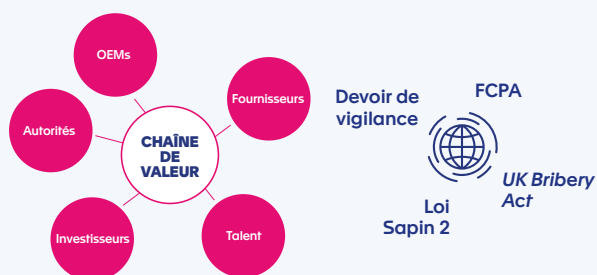 OEMs
Fournisseurs
Autorités
CHAÎNE
DE
VALEUR
Investisseurs
Talent
Devoir de
vigilance
FCPA
UK Bribery
Act
Loi
Sapin 2